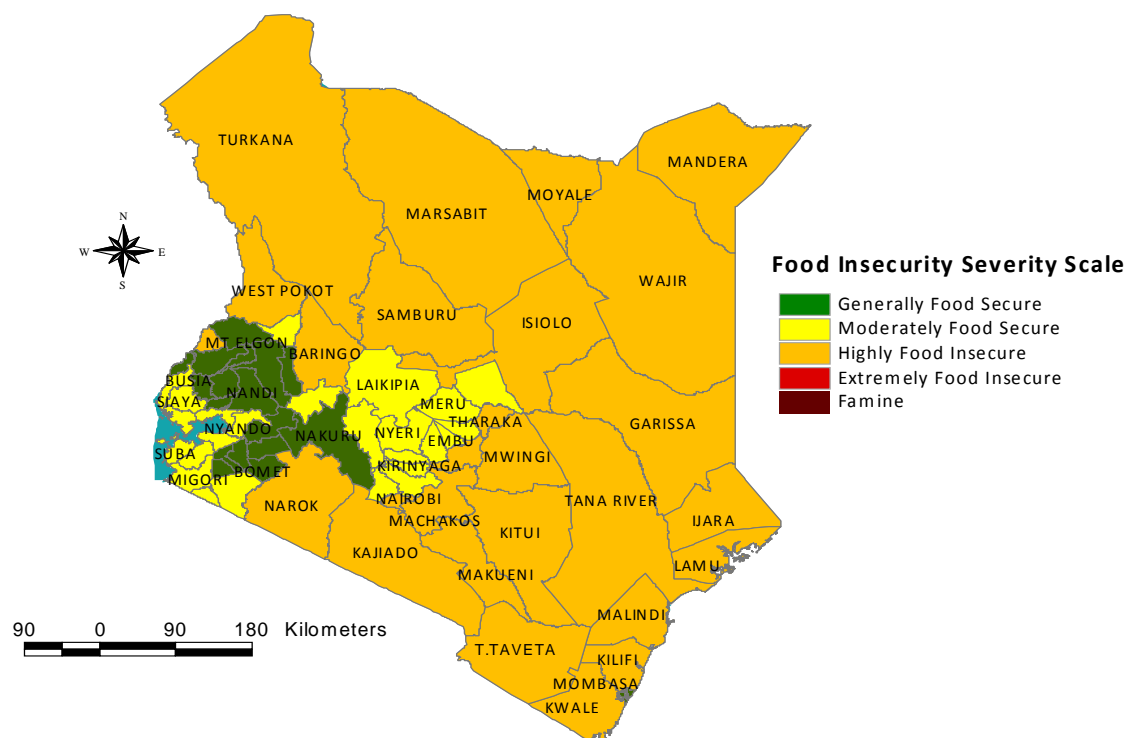 TURKANA
MANDERA
MOYALE
MARSABIT
N
W E
S
WAJIR
WEST POKOT
SAMBURU
ISIOLO
MT ELGON
BARINGO
BUSIA
LAIKIPIA
NANDI
SIAYA
MERU
THARAKA
GARISSA
NYANDO
NAKURU
NYERI
EMBU
SUBA
MWINGI
KIRINYAGA
BOMET
MIGORI
NAIROBI
TANA RIVER
NAROK
MACHAKOS
KITUI
IJARA
KAJIADO
LAMU
MAKUENI
MALINDI
T.TAVETA
KILIFI
MOMBASA
KWALE
Food Insecurity Severity Scale
Generally Food Secure
Moderately Food Secure
Highly Food Insecure
Extremely Food Insecure
Famine
90 0 90 180 Kilometers